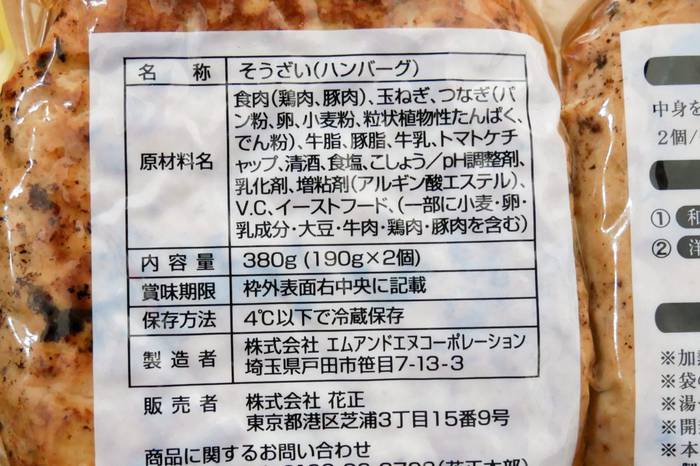 名称 そうざい(ハンバーグ)
原材料名 食肉(鶏肉、豚肉)、玉ねぎ、つなぎ(パ
ン粉、卵、小麦粉、粒状植物性たんぱく、
でん粉)、牛脂、豚脂、牛乳、トマトケチ
ャップ、清酒、食塩、こしょう/pH調整剤、
乳化剤、増粘剤(アルギン酸エステル)、
V.C、イーストフード、(一部に小麦・卵・
乳成分・大豆・牛肉・鶏肉・豚肉を含む)
内容量 380g(190g×2個)
賞味期限 枠外表面右中央に記載
保存方法 4℃以下で冷蔵保存
製造者 株式会社 エムアンドエヌコーポレーション
埼玉県戸田市笹目7-13-3
販売者 株式会社 花正
東京都港区芝浦3丁目15番9号
商品に関するお問い合わせ
中身を
2個/
①
②
※加
※袋の
※湯
※開
※本